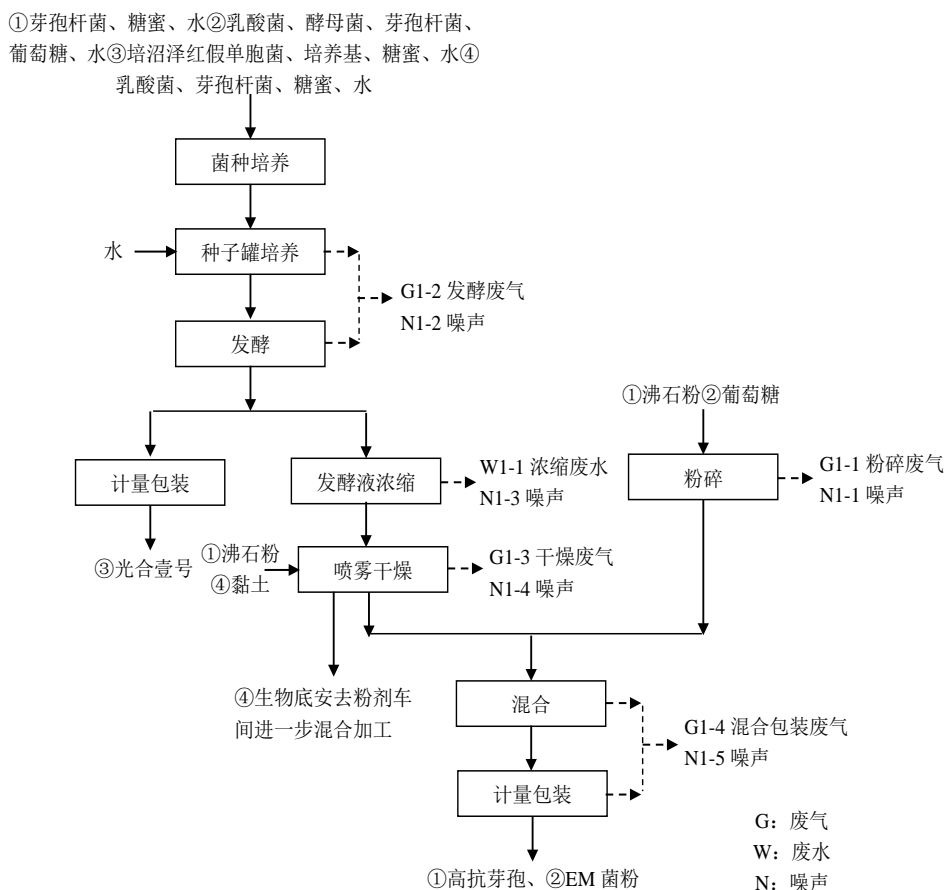 ①芽孢杆菌、糖蜜、水②乳酸菌、酵母菌、芽孢杆菌、
葡萄糖、水③培沼泽红假单胞菌、培养基、糖蜜、水④
乳酸菌、芽孢杆菌、糖蜜、水
菌种培养
水
种子罐培养
G1-2 发酵废气
N1-2 噪声
发酵
①沸石粉②葡萄糖
计量包装
发酵液浓缩
W1-1 浓缩废水
N1-3 噪声
粉碎
G1-1 粉碎废气
N1-1 噪声
③光合壹号
①沸石粉
④黏土
喷雾干燥
G1-3 干燥废气
N1-4 噪声
④生物底安去粉剂车
间进一步混合加工
混合
G1-4 混合包装废气
N1-5 噪声
计量包装
①高抗芽孢、②EM 菌粉
G：废气
W：废水
N：噪声